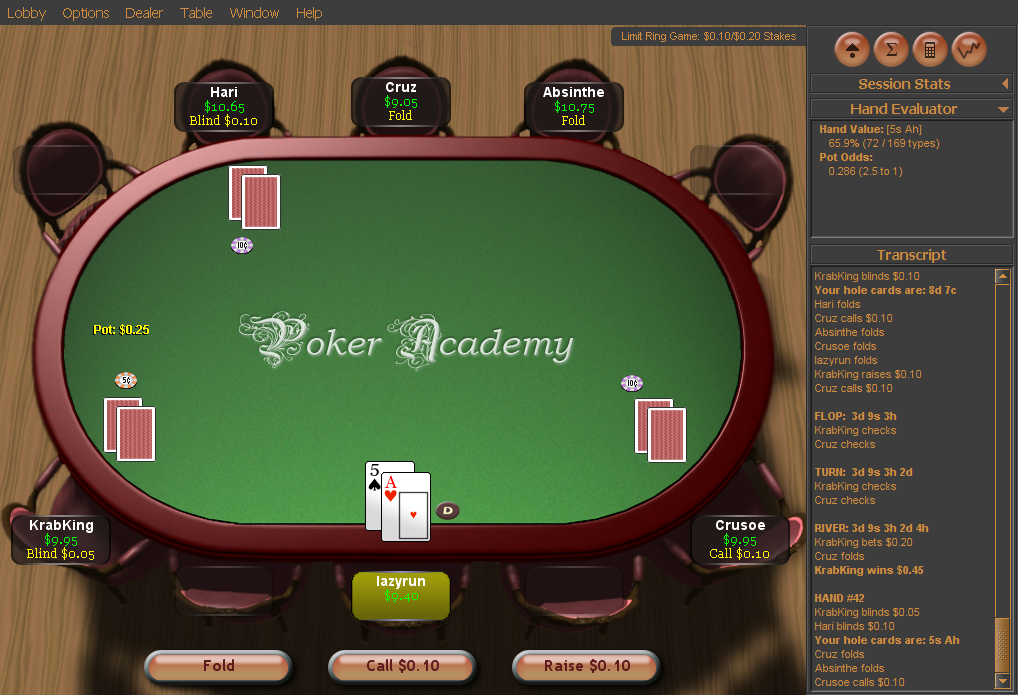 Lobby Options Dealer Table Window Help
Limit Ring Game: $0.10/$0.20 Stakes
Hari
$10.65
Blind $0.10
Cruz
$9.05
Fold
Absinthe
$10.75
Fold
10¢
Pot: $0.25
Poker Academy
5¢
10¢
5
A
D
KrabKing
$9.95
Blind $0.05
Crusoe
$9.95
Call $0.10
lazyrun
$9.40
Fold
Call $0.10
Raise $0.10
Σ
Session Stats
Hand Evaluator
Hand Value: [5s Ah]
65.9% (72 / 169 types)
Pot Odds:
0.286 (2.5 to 1)
Transcript
KrabKing blinds $0.10
Your hole cards are: 8d 7c
Hari folds
Cruz calls $0.10
Absinthe folds
Crusoe folds
lazyrun folds
KrabKing raises $0.10
Cruz calls $0.10
FLOP: 3d 9s 3h
KrabKing checks
Cruz checks
TURN: 3d 9s 3h 2d
KrabKing checks
Cruz checks
RIVER: 3d 9s 3h 2d 4h
KrabKing bets $0.20
Cruz folds
KrabKing wins $0.45
HAND #42
KrabKing blinds $0.05
Hari blinds $0.10
Your hole cards are: 5s Ah
Cruz folds
Absinthe folds
Crusoe calls $0.10